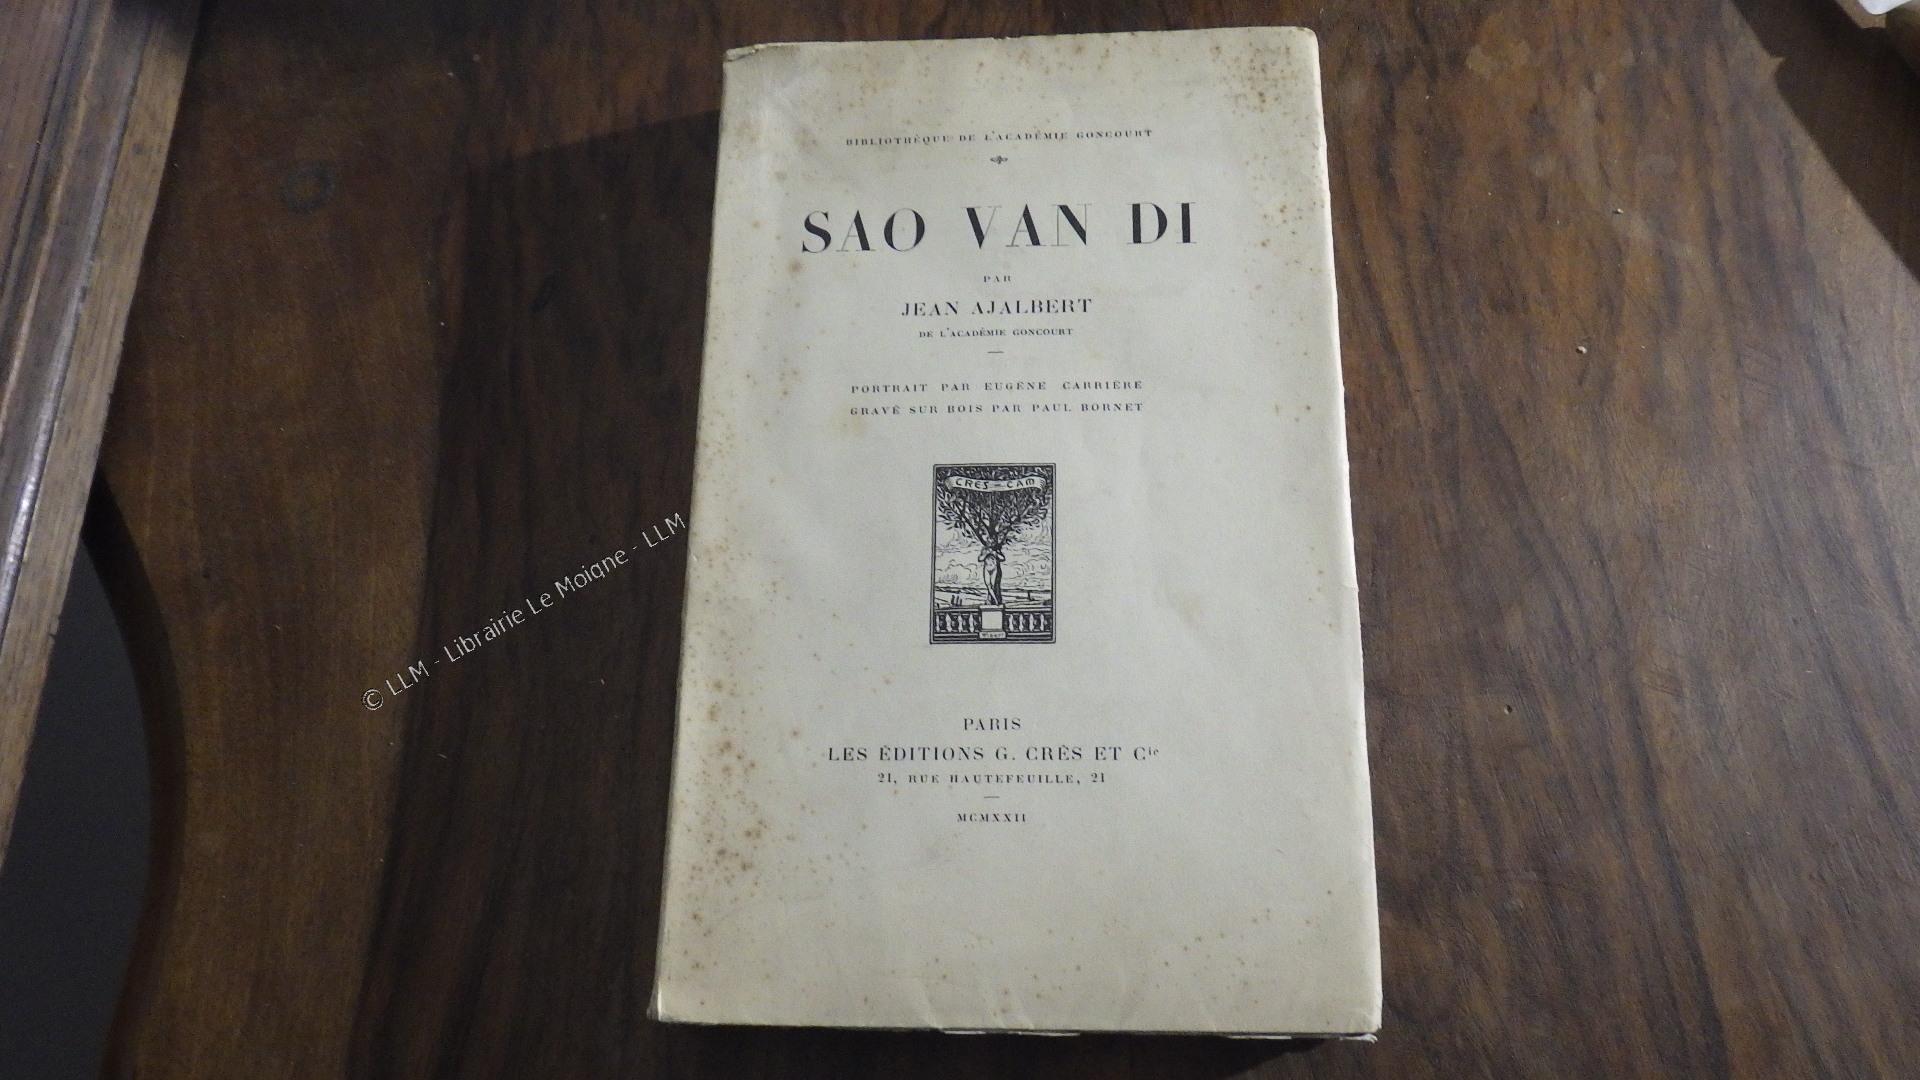 BIBLIOTHÈQUE DE L'ACADÉMIE GONCOURT
SAO VAN DI
PAR
JEAN AJALBERT
DE L'ACADÉMIE GONCOURT
PORTRAIT PAR EUGÈNE CARRIÈRE
GRAVÉ SUR BOIS PAR PAUL BORNET
CRES - CAM
PARIS
LES ÉDITIONS G. CRÈS ET Cie
21, RUE HAUTEFEUILLE, 21
MCMXXII
© LLM - Librairie Le Moigne - LLM